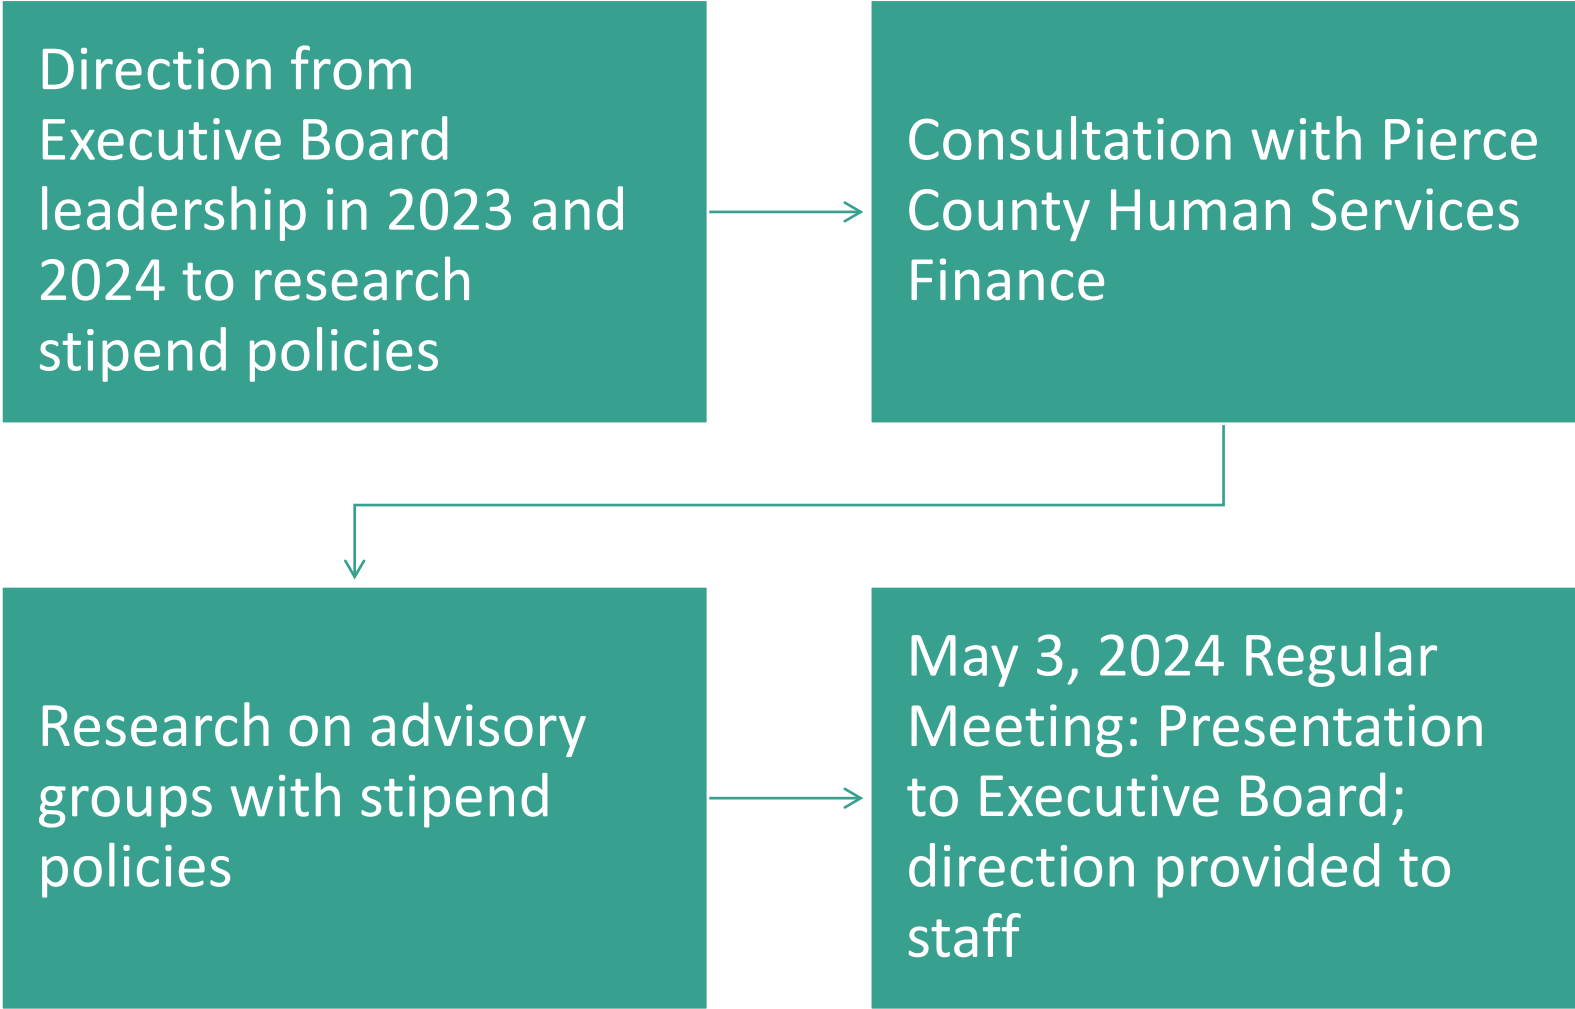 Direction from
Executive Board
leadership in 2023 and
2024 to research
stipend policies
Consultation with Pierce
County Human Services
Finance
Research on advisory
groups with stipend
policies
May 3, 2024 Regular
Meeting: Presentation
to Executive Board;
direction provided to
staff